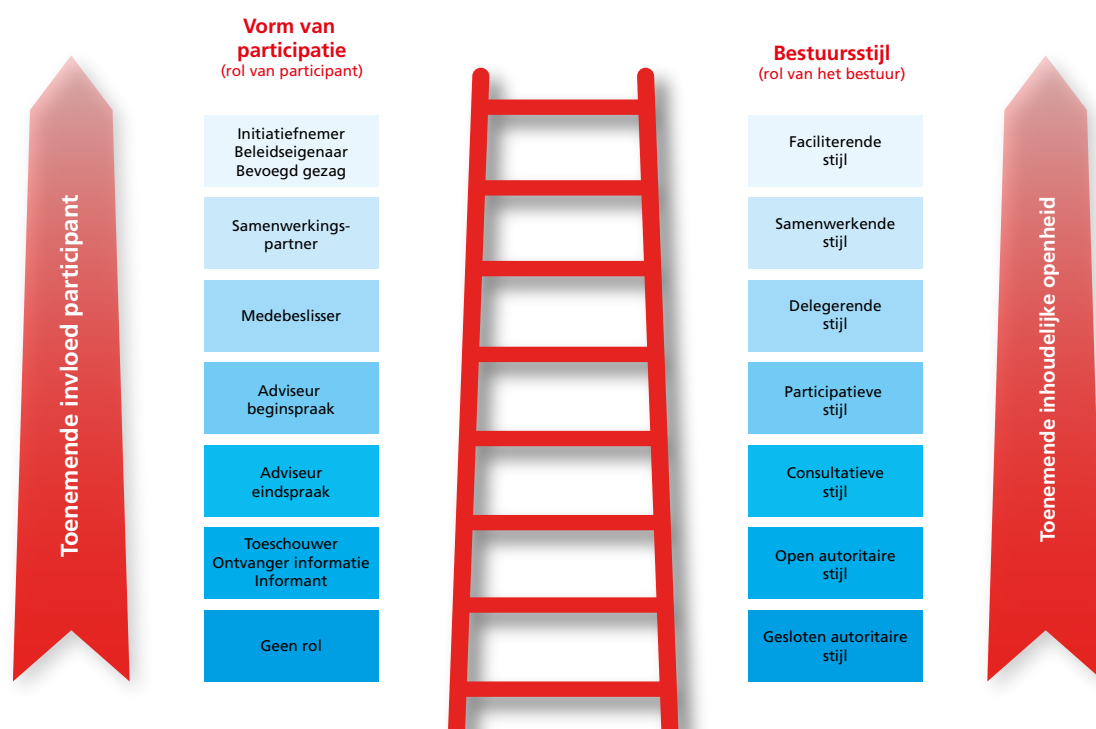 Vorm van
participatie
(rol van participant)
Bestuursstijl
(rol van het bestuur)
Toenemende invloed participant
Initiatiefnemer
Beleidseigenaar
Bevoegd gezag
Faciliterende
stijl
Samenwerkings-
partner
Samenwerkende
stijl
Medebeslisser
Delegerende
stijl
Adviseur
beginspraak
Participatieve
stijl
Adviseur
eindspraak
Consultatieve
stijl
Toeschouwer
Ontvanger informatie
Informant
Open autoritaire
stijl
Geen rol
Gesloten autoritaire
stijl
Toenemende inhoudelijke openheid